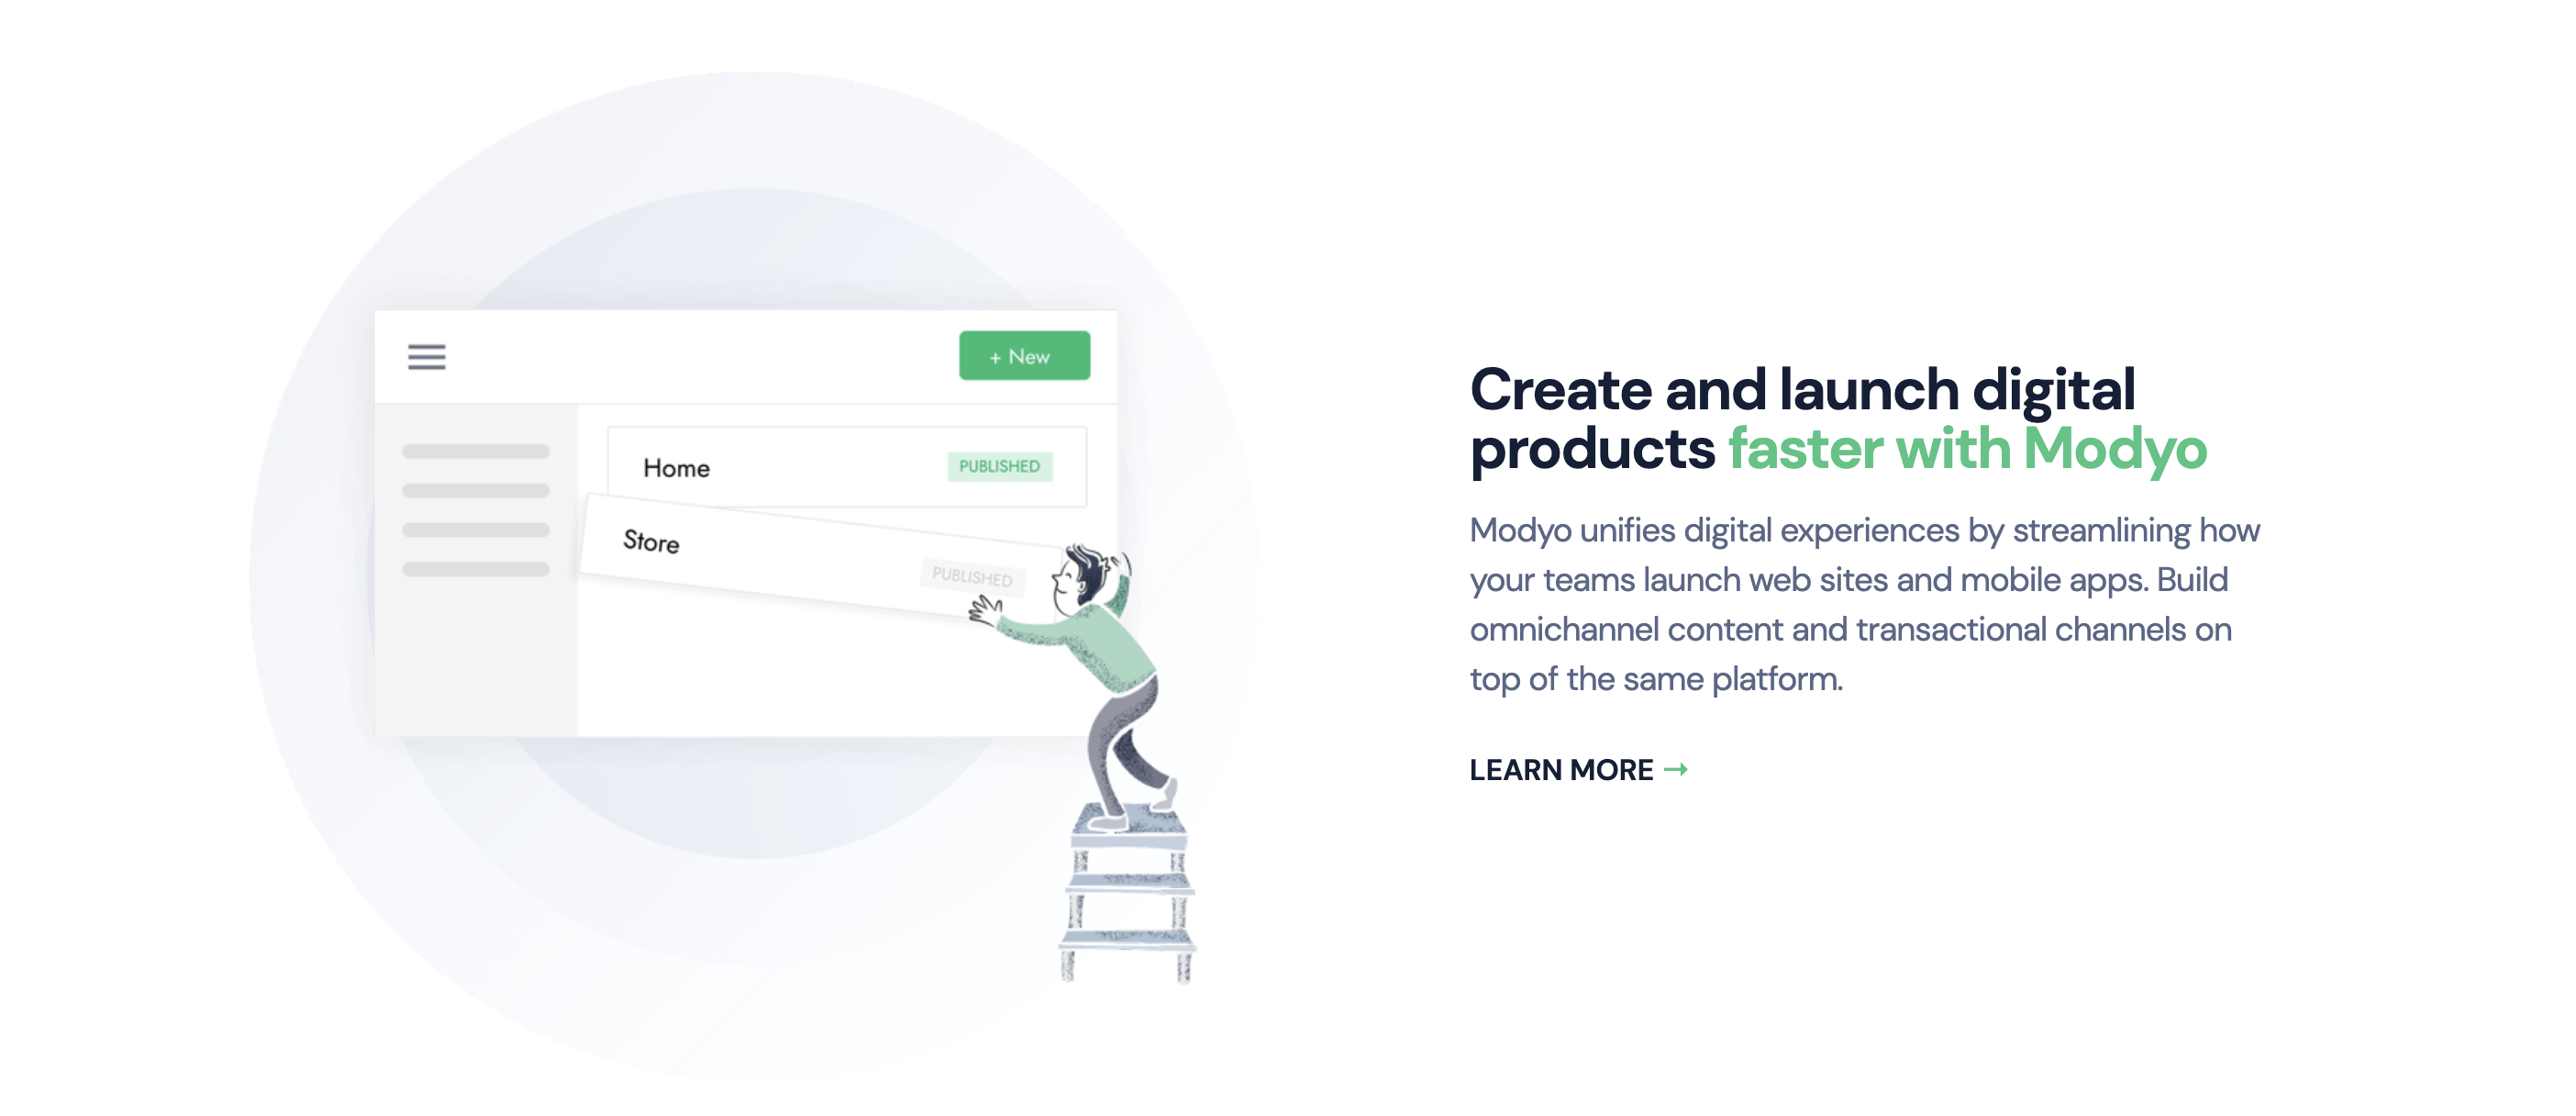 + New
Home
PUBLISHED
Store
PUBLISHED
Create and launch digital
products faster with Modyo
Modyo unifies digital experiences by streamlining how
your teams launch web sites and mobile apps. Build
omnichannel content and transactional channels on
top of the same platform.
LEARN MORE →